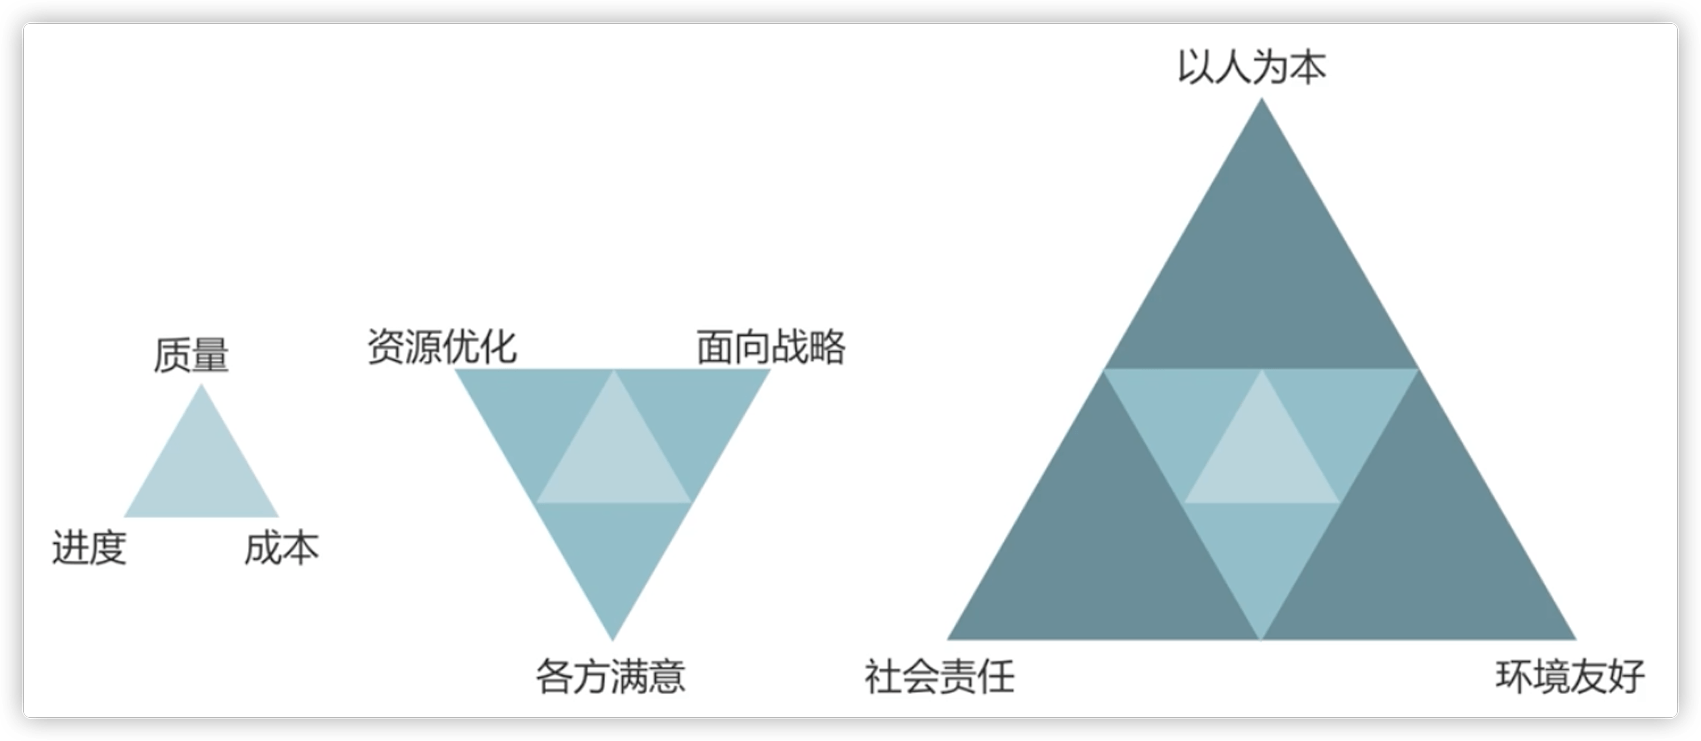 以人为本
质量
资源优化
面向战略
进度
成本
各方满意
社会责任
环境友好